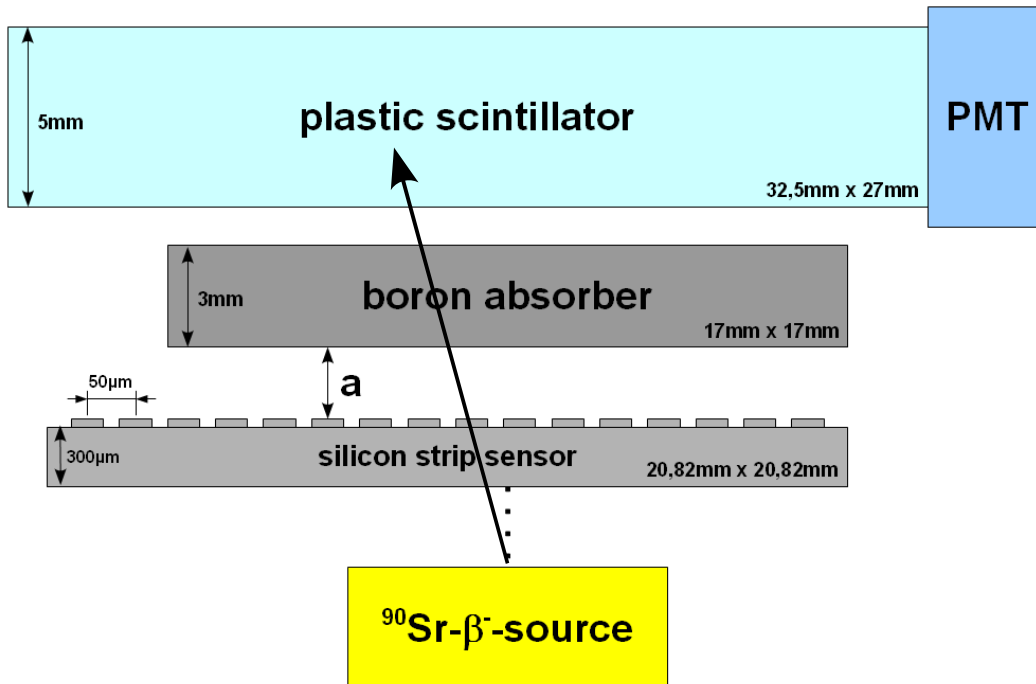 5mm
plastic scintillator
PMT
32,5mm x 27mm
3mm
boron absorber
17mm x 17mm
50µm
a
300µm
silicon strip sensor
20,82mm x 20,82mm
⁹⁰Sr-β⁻-source